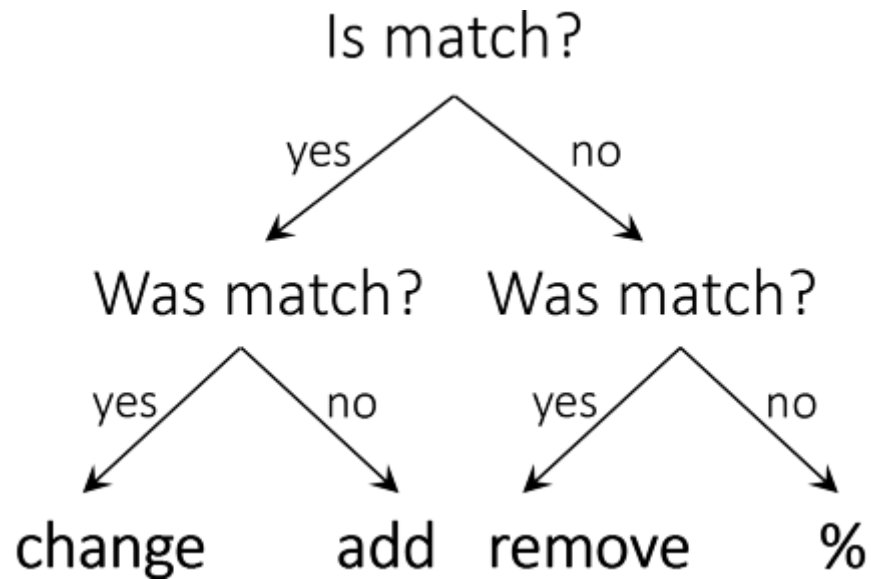 Is match?
yes no
Was match? Was match?
yes no yes no
change add remove %